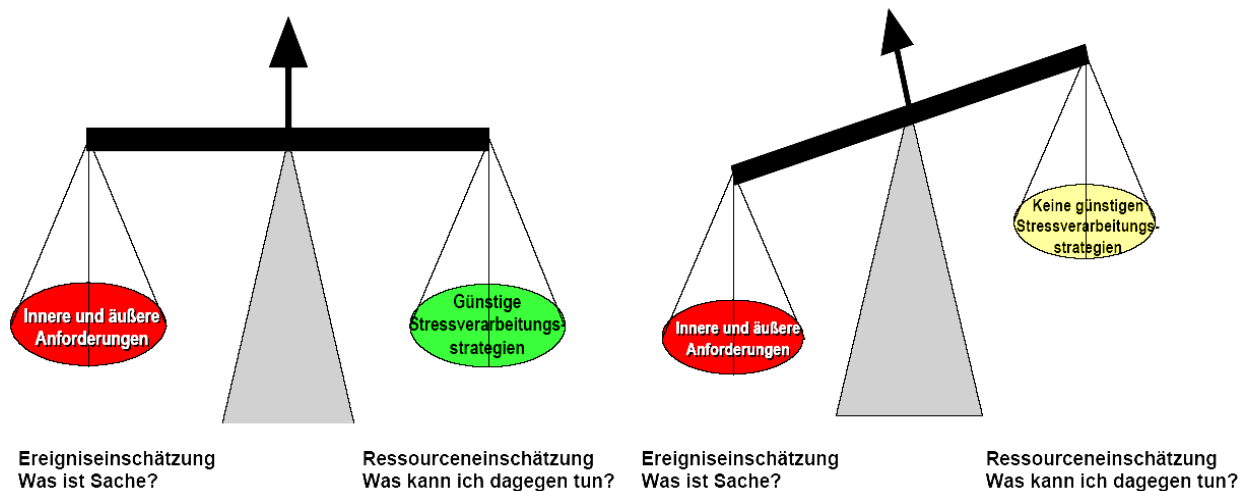 Innere und äußere
Anforderungen
Günstige
Stressverarbeitungs-
strategien
Ereigniseinschätzung
Was ist Sache?
Ressourceneinschätzung
Was kann ich dagegen tun?
Keine günstigen
Stressverarbeitungs-
strategien
Innere und äußere
Anforderungen
Ereigniseinschätzung
Was ist Sache?
Ressourceneinschätzung
Was kann ich dagegen tun?